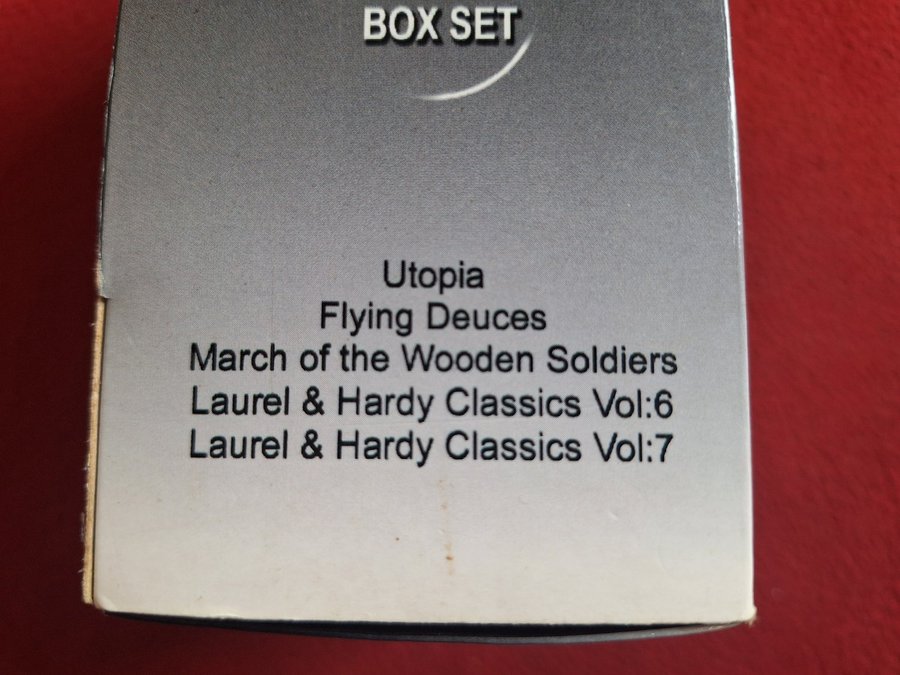 BOX SET
Utopia
Flying Deuces
March of the Wooden Soldiers
Laurel & Hardy Classics Vol:6
Laurel & Hardy Classics Vol:7